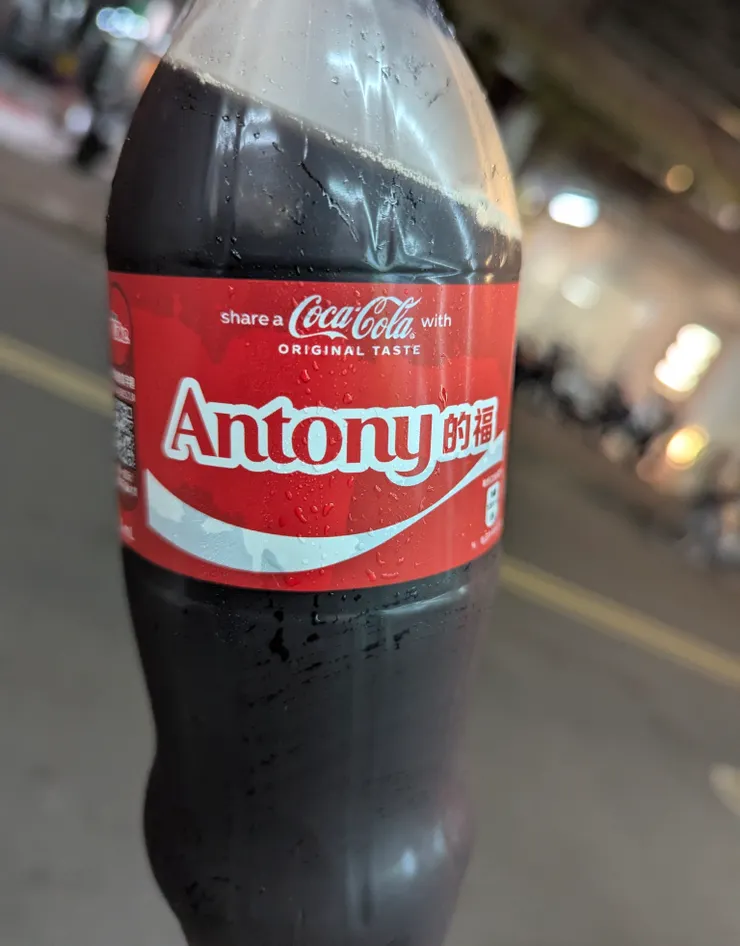 share a Coca-Cola with
ORIGINAL TASTE
Antony的福